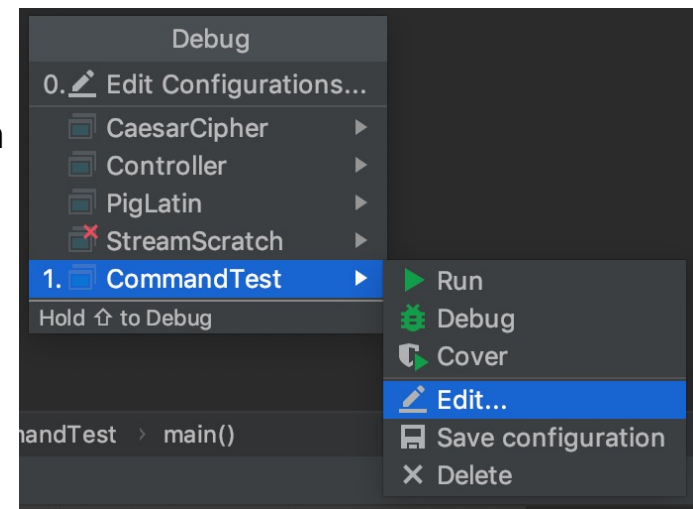 Debug
0. Edit Configurations...
CaesarCipher
Controller
PigLatin
StreamScratch
1. CommandTest
Hold ⇧ to Debug
Run
Debug
Cover
Edit...
Save configuration
Delete
mandTest > main()